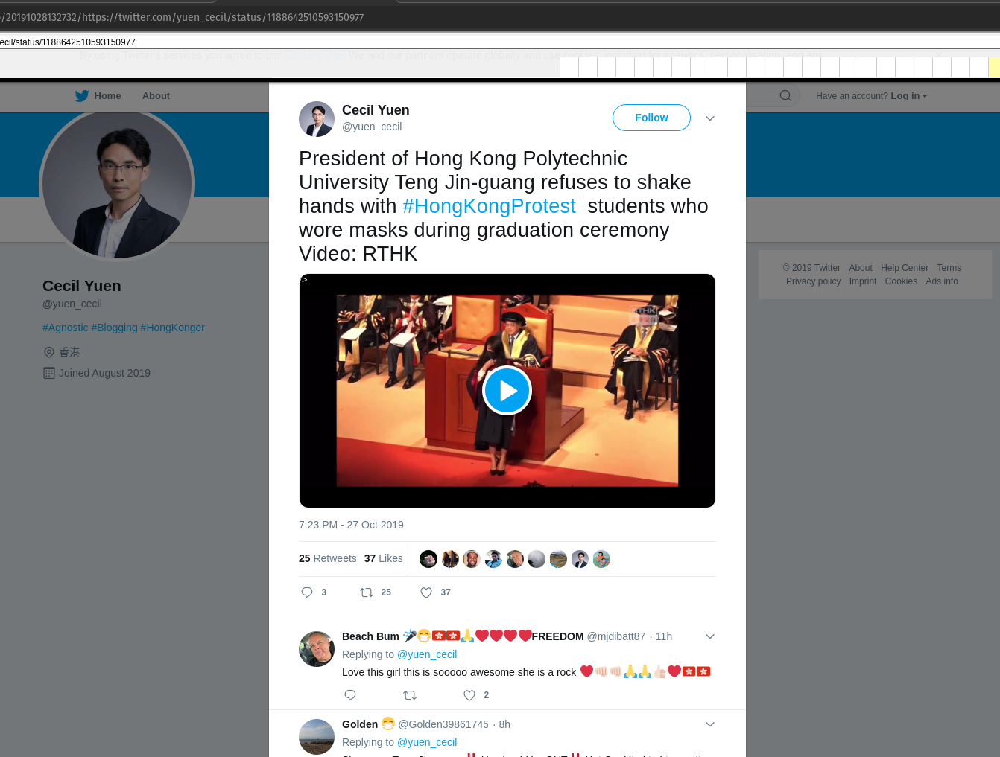 /20191028132732/https://twitter.com/yuen_cecil/status/1188642510593150977
ecil/status/1188642510593150977
By using Twitter's services you agree to our Cookies Use. We and our partners operate globally and use cookies, including for analytics, personalisation, and ads.
Home About
Have an account? Log in
Cecil Yuen
@yuen_cecil
Follow
President of Hong Kong Polytechnic
University Teng Jin-guang refuses to shake
hands with #HongKongProtest students who
wore masks during graduation ceremony
Video: RTHK
>
RTHK
7:23 PM - 27 Oct 2019
25 Retweets 37 Likes
3 25 37
Beach Bum 🎤😷🇭🇰🇭🇰🙏❤❤❤❤FREEDOM @mjdibatt87 · 11h
Replying to @yuen_cecil
Love this girl this is sooooo awesome she is a rock ❤👊🏻👊🏻🙏🙏👍🏻❤🇭🇰🇭🇰
2
Golden 😷 @Golden39861745 · 8h
Replying to @yuen_cecil
Cecil Yuen
@yuen_cecil
#Agnostic #Blogging #HongKonger
香港
Joined August 2019
© 2019 Twitter About Help Center Terms
Privacy policy Imprint Cookies Ads info